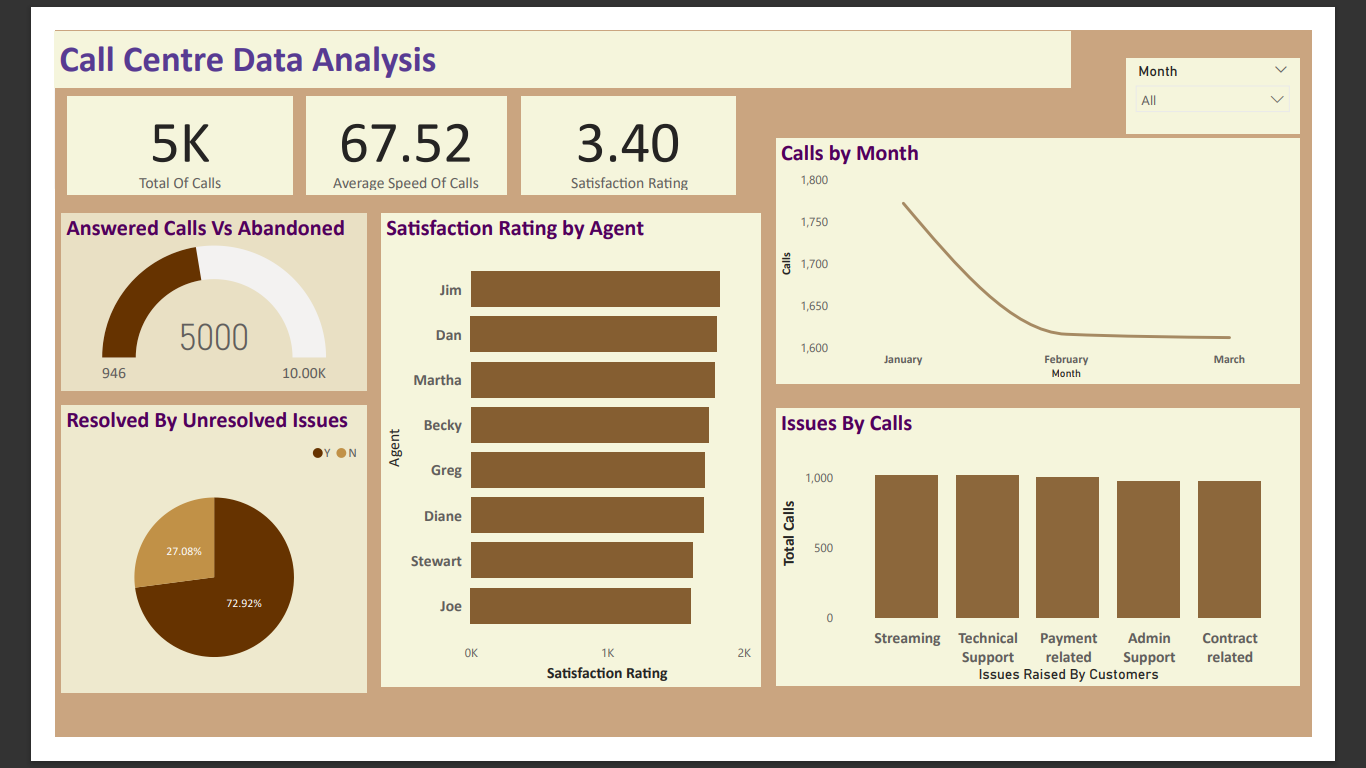 Call Centre Data Analysis
Month
All
5K
Total Of Calls
67.52
Average Speed Of Calls
3.40
Satisfaction Rating
Answered Calls Vs Abandoned
5000
946
10.00K
Resolved By Unresolved Issues
Y
N
27.08%
72.92%
Satisfaction Rating by Agent
Agent
Jim
Dan
Martha
Becky
Greg
Diane
Stewart
Joe
0K
1K
2K
Satisfaction Rating
Calls by Month
Calls
1,800
1,750
1,700
1,650
1,600
January
February
March
Month
Issues By Calls
Total Calls
1,000
500
0
Streaming
Technical
Support
Payment
related
Admin
Support
Contract
related
Issues Raised By Customers